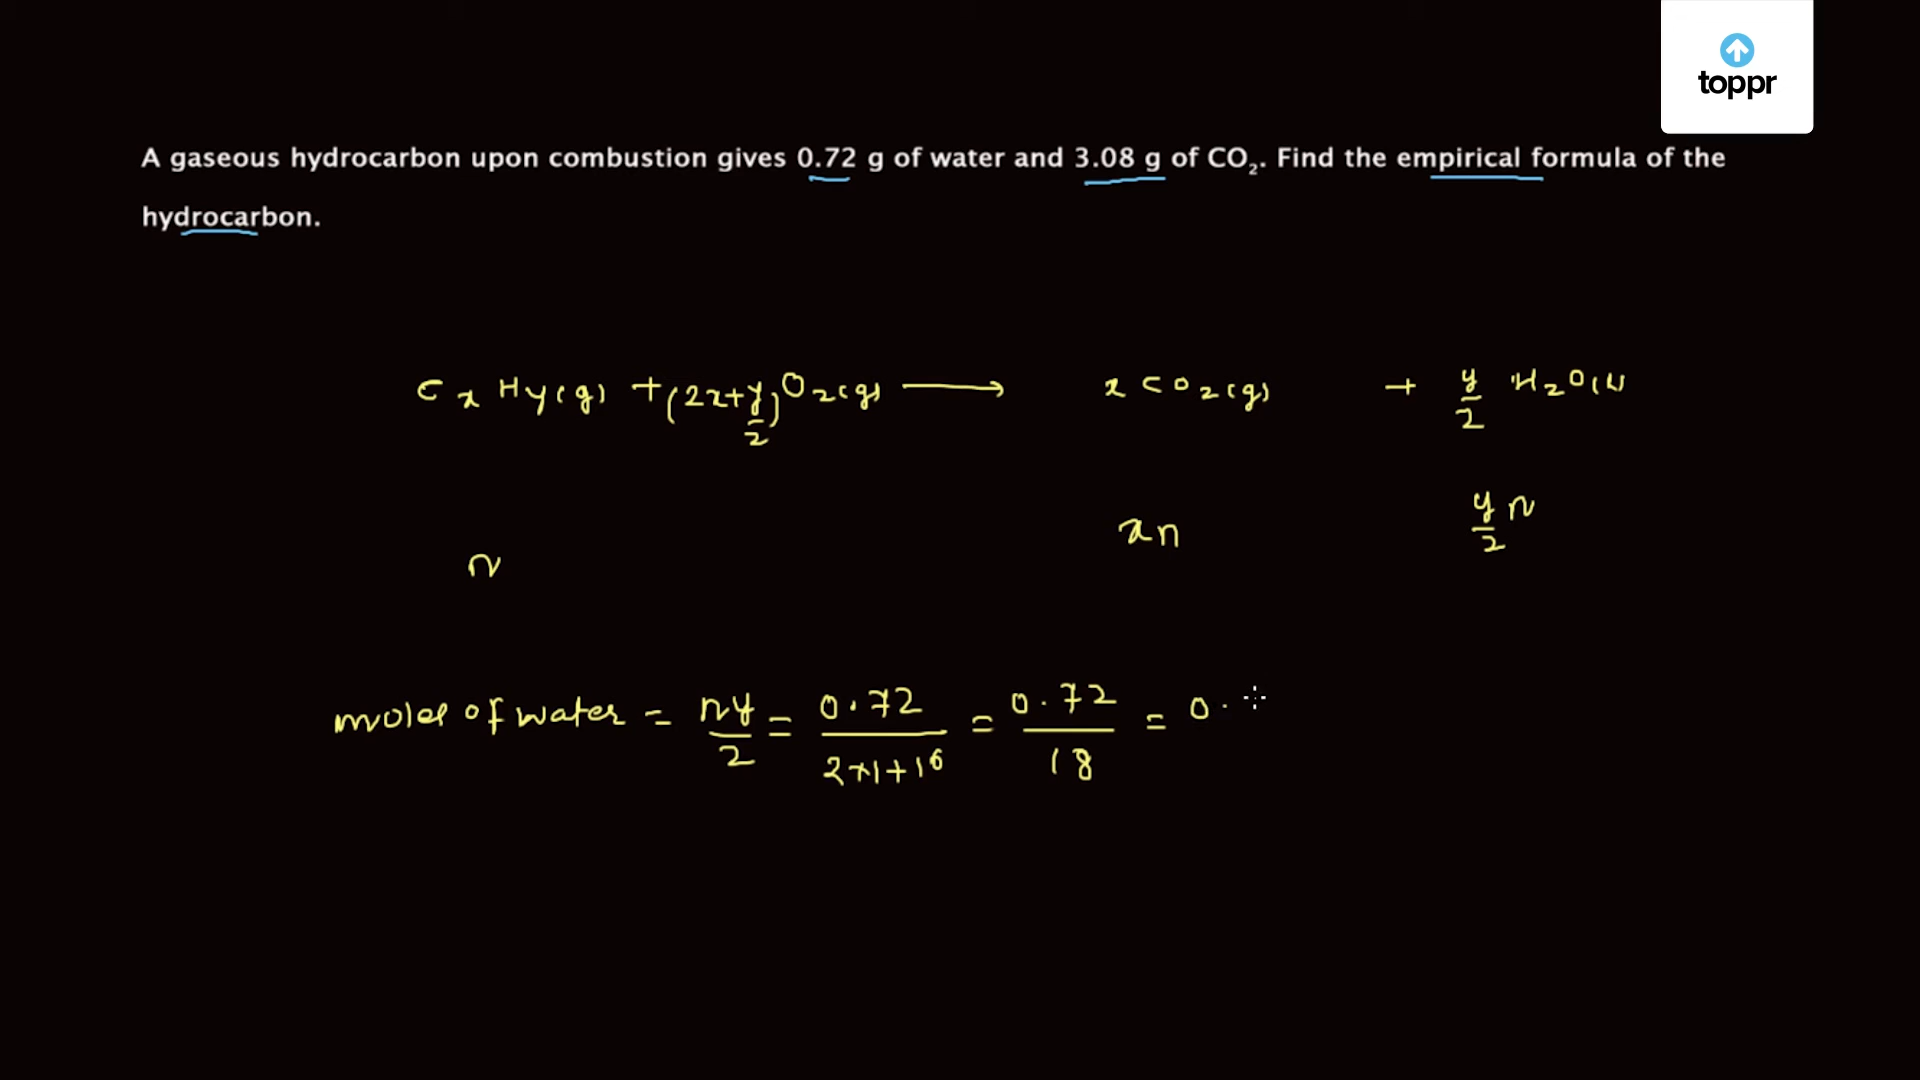 toppr
A gaseous hydrocarbon upon combustion gives 0.72 g of water and 3.08 g of CO₂. Find the empirical formula of the
hydrocarbon.
CxHy(g) + (2x+y/2)O2(g) ⟶ xCO2(g) + y/2 H2O(l)
n xn y/2 n
moles of water = ny/2 = 0.72/2×1+16 = 0.72/18 = 0.